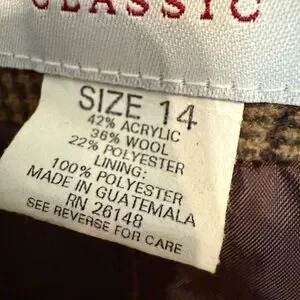 CLASSIC
SIZE 14
42% ACRYLIC
36% WOOL
22% POLYESTER
LINING:
100% POLYESTER
MADE IN GUATEMALA
RN 26148
SEE REVERSE FOR CARE